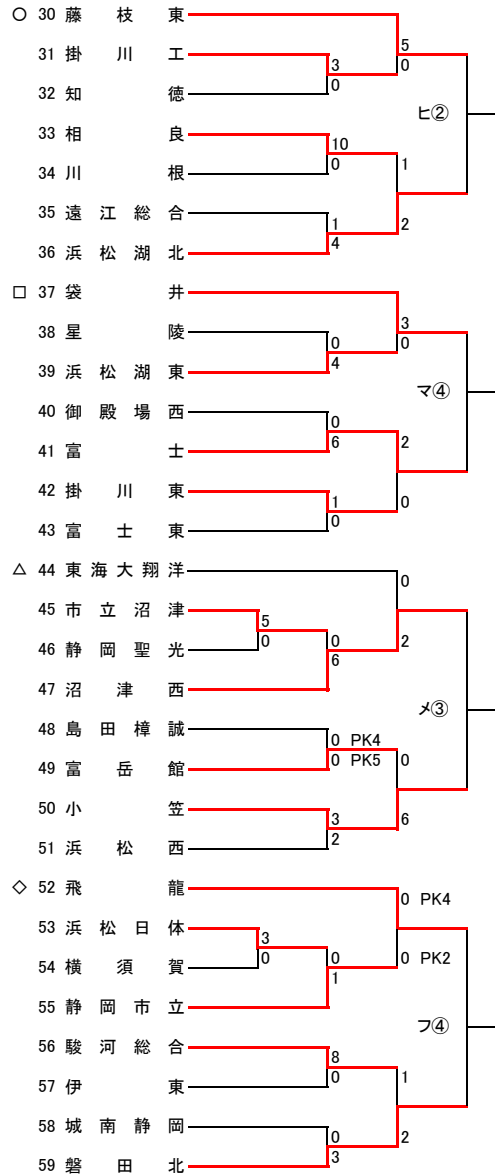 ○ 30 藤枝東
5
31 掛川工
3 0
32 知徳
0
ヒ②
33 相良
10
34 川根
0 1
35 遠江総合
1 2
36 浜松湖北
4
□ 37 袋井
3
38 星陵
0 0
39 浜松湖東
4
マ④
40 御殿場西
0
41 富士
6 2
42 掛川東
1 0
43 富士東
0
△ 44 東海大翔洋
0
45 市立沼津
5
46 静岡聖光
0 0 2
47 沼津西
6
メ③
48 島田樟誠
0 PK4
49 富岳館
0 PK5 0
50 小笠
3 6
51 浜松西
2
◇ 52 飛龍
0 PK4
53 浜松日体
3
54 横須賀
0 0 0 PK2
55 静岡市立
1
フ④
56 駿河総合
8
57 伊東
0 1
58 城南静岡
0 2
59 磐田北
3